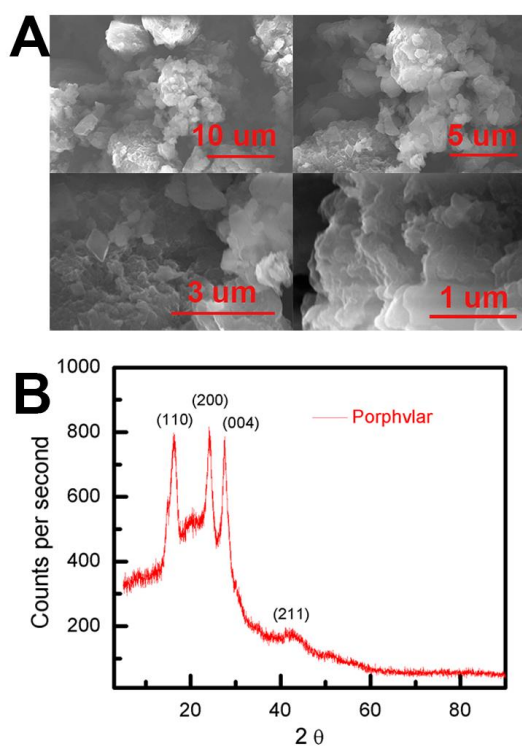 A
10 um
5 um
3 um
1 um
B
1000
800
600
400
200
Counts per second
(110)
(200)
(004)
(211)
Porphvlar
20
40
60
80
2 θ